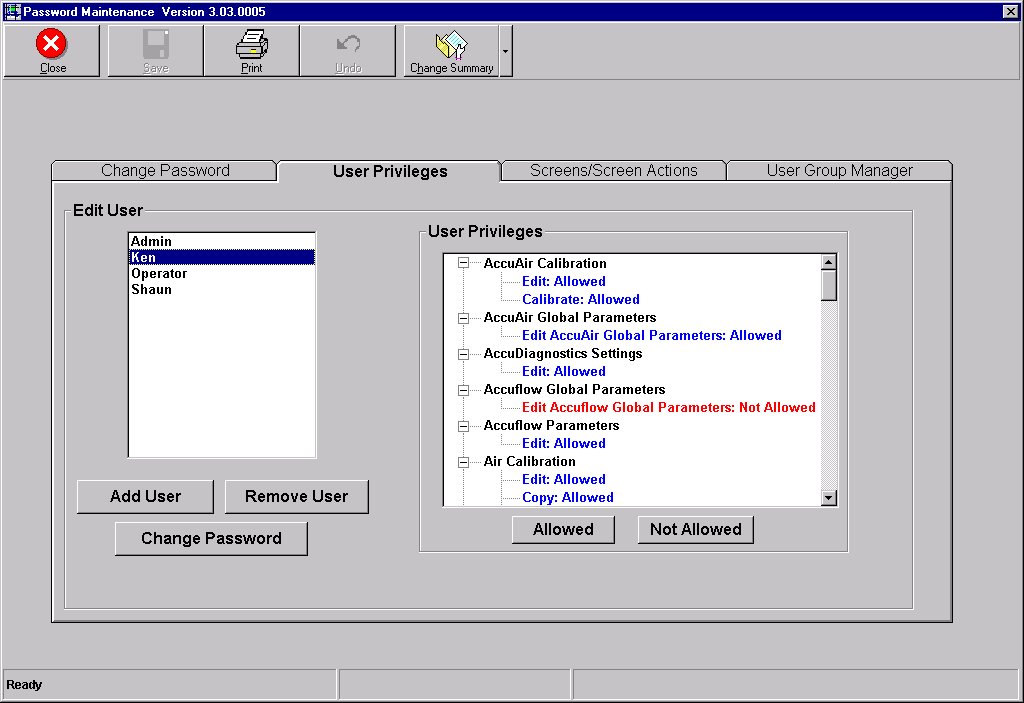 Password Maintenance  Version 3.03.0005
Close Save Print Undo Change Summary
Change Password User Privileges Screens/Screen Actions User Group Manager
Edit User
Admin
Ken
Operator
Shaun
Add User Remove User
Change Password
User Privileges
AccuAir Calibration
Edit: Allowed
Calibrate: Allowed
AccuAir Global Parameters
Edit AccuAir Global Parameters: Allowed
AccuDiagnostics Settings
Edit: Allowed
Accuflow Global Parameters
Edit Accuflow Global Parameters: Not Allowed
Accuflow Parameters
Edit: Allowed
Air Calibration
Edit: Allowed
Copy: Allowed
Allowed Not Allowed
Ready